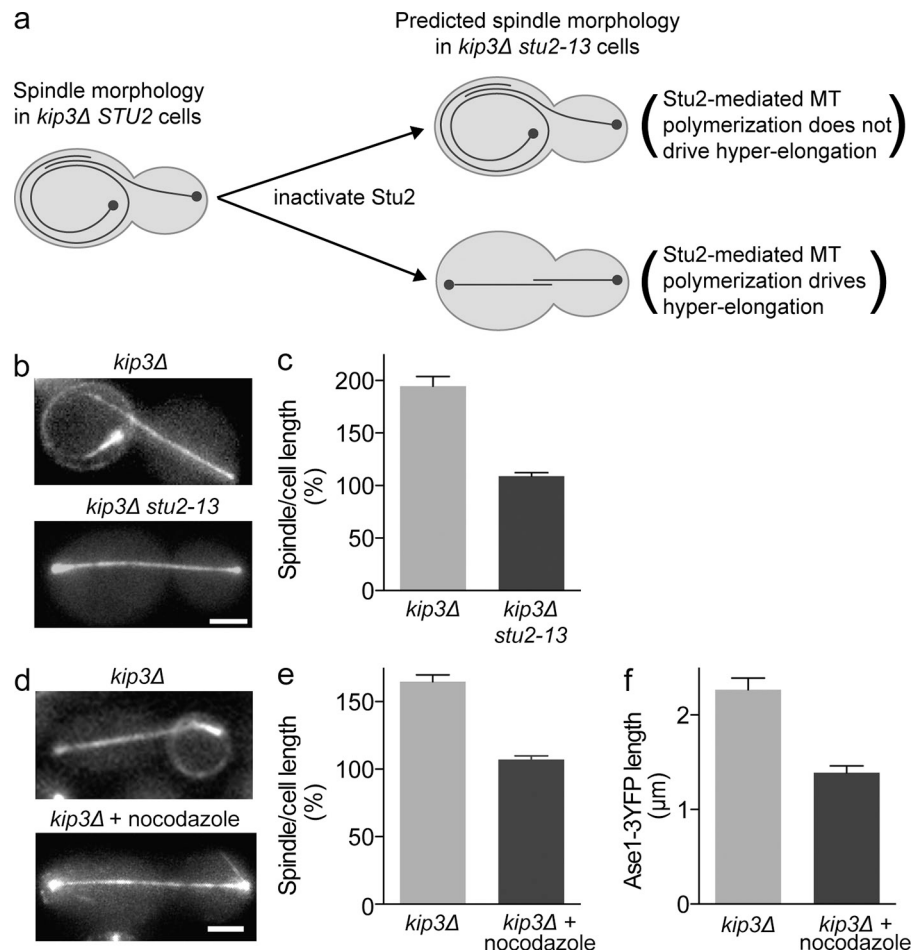 a
Spindle morphology
in kip3Δ STU2 cells
inactivate Stu2
Predicted spindle morphology
in kip3Δ stu2-13 cells
(Stu2-mediated MT
polymerization does not
drive hyper-elongation)
(Stu2-mediated MT
polymerization drives
hyper-elongation)
b
kip3Δ
kip3Δ stu2-13
c
Spindle/cell length
(%)
200
150
100
50
0
kip3Δ
kip3Δ
stu2-13
d
kip3Δ
kip3Δ + nocodazole
e
Spindle/cell length
(%)
150
100
50
0
kip3Δ
kip3Δ +
nocodazole
f
Ase1-3YFP length
(µm)
2
1
0
kip3Δ
kip3Δ +
nocodazole